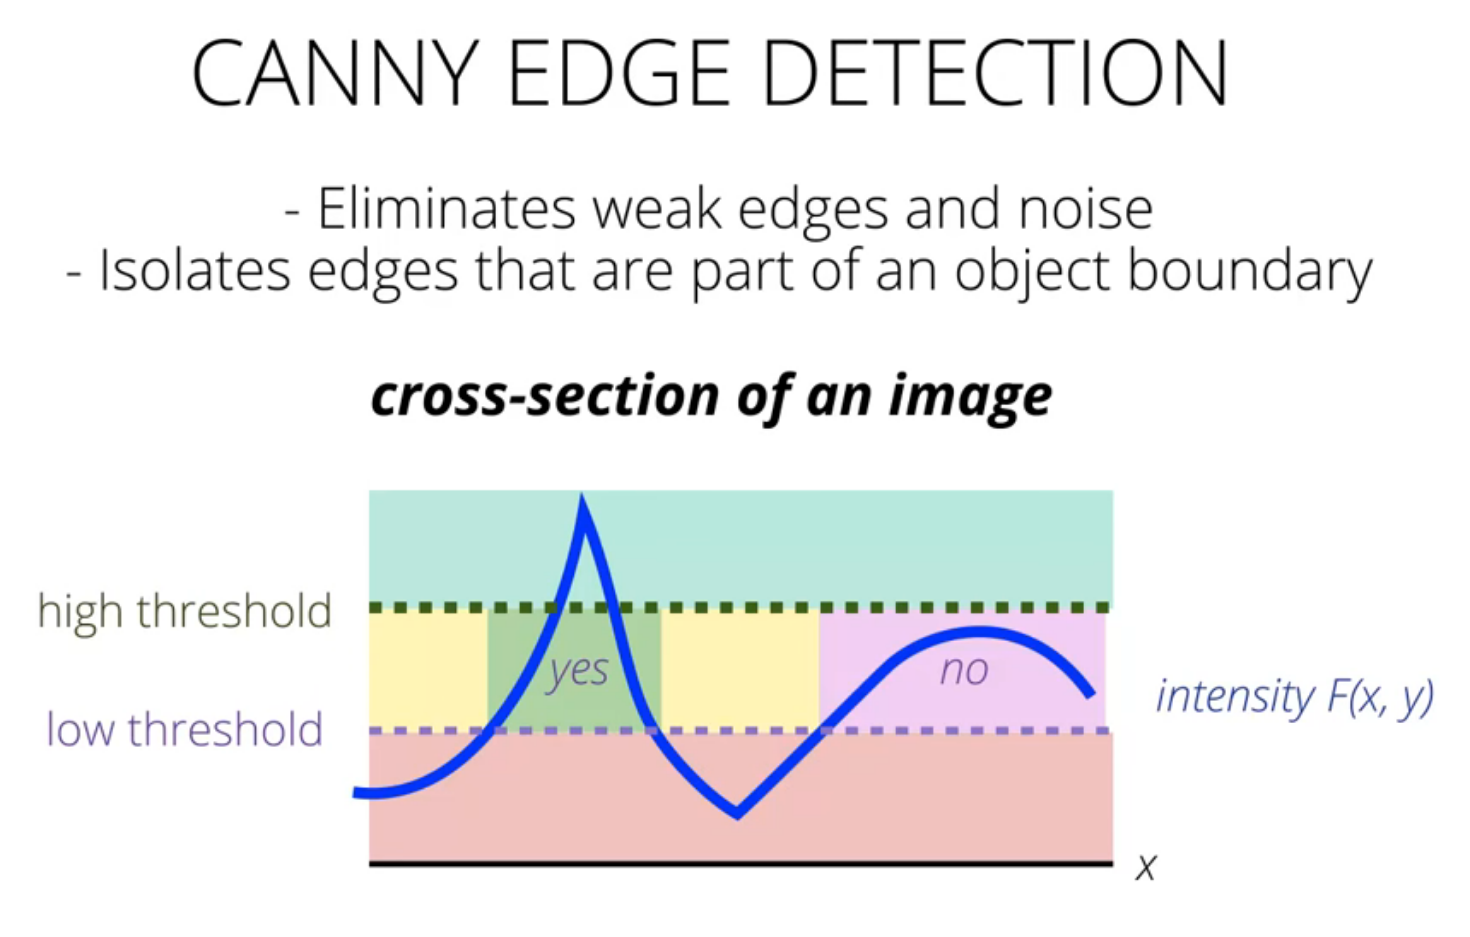 CANNY EDGE DETECTION
- Eliminates weak edges and noise
- Isolates edges that are part of an object boundary
cross-section of an image
high threshold
yes
no
low threshold
intensity F(x, y)
x